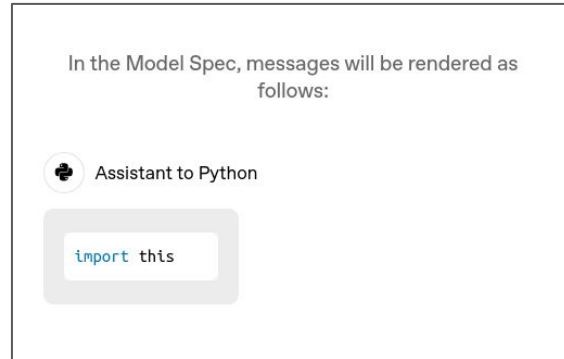 In the Model Spec, messages will be rendered as
follows:
Assistant to Python
import this